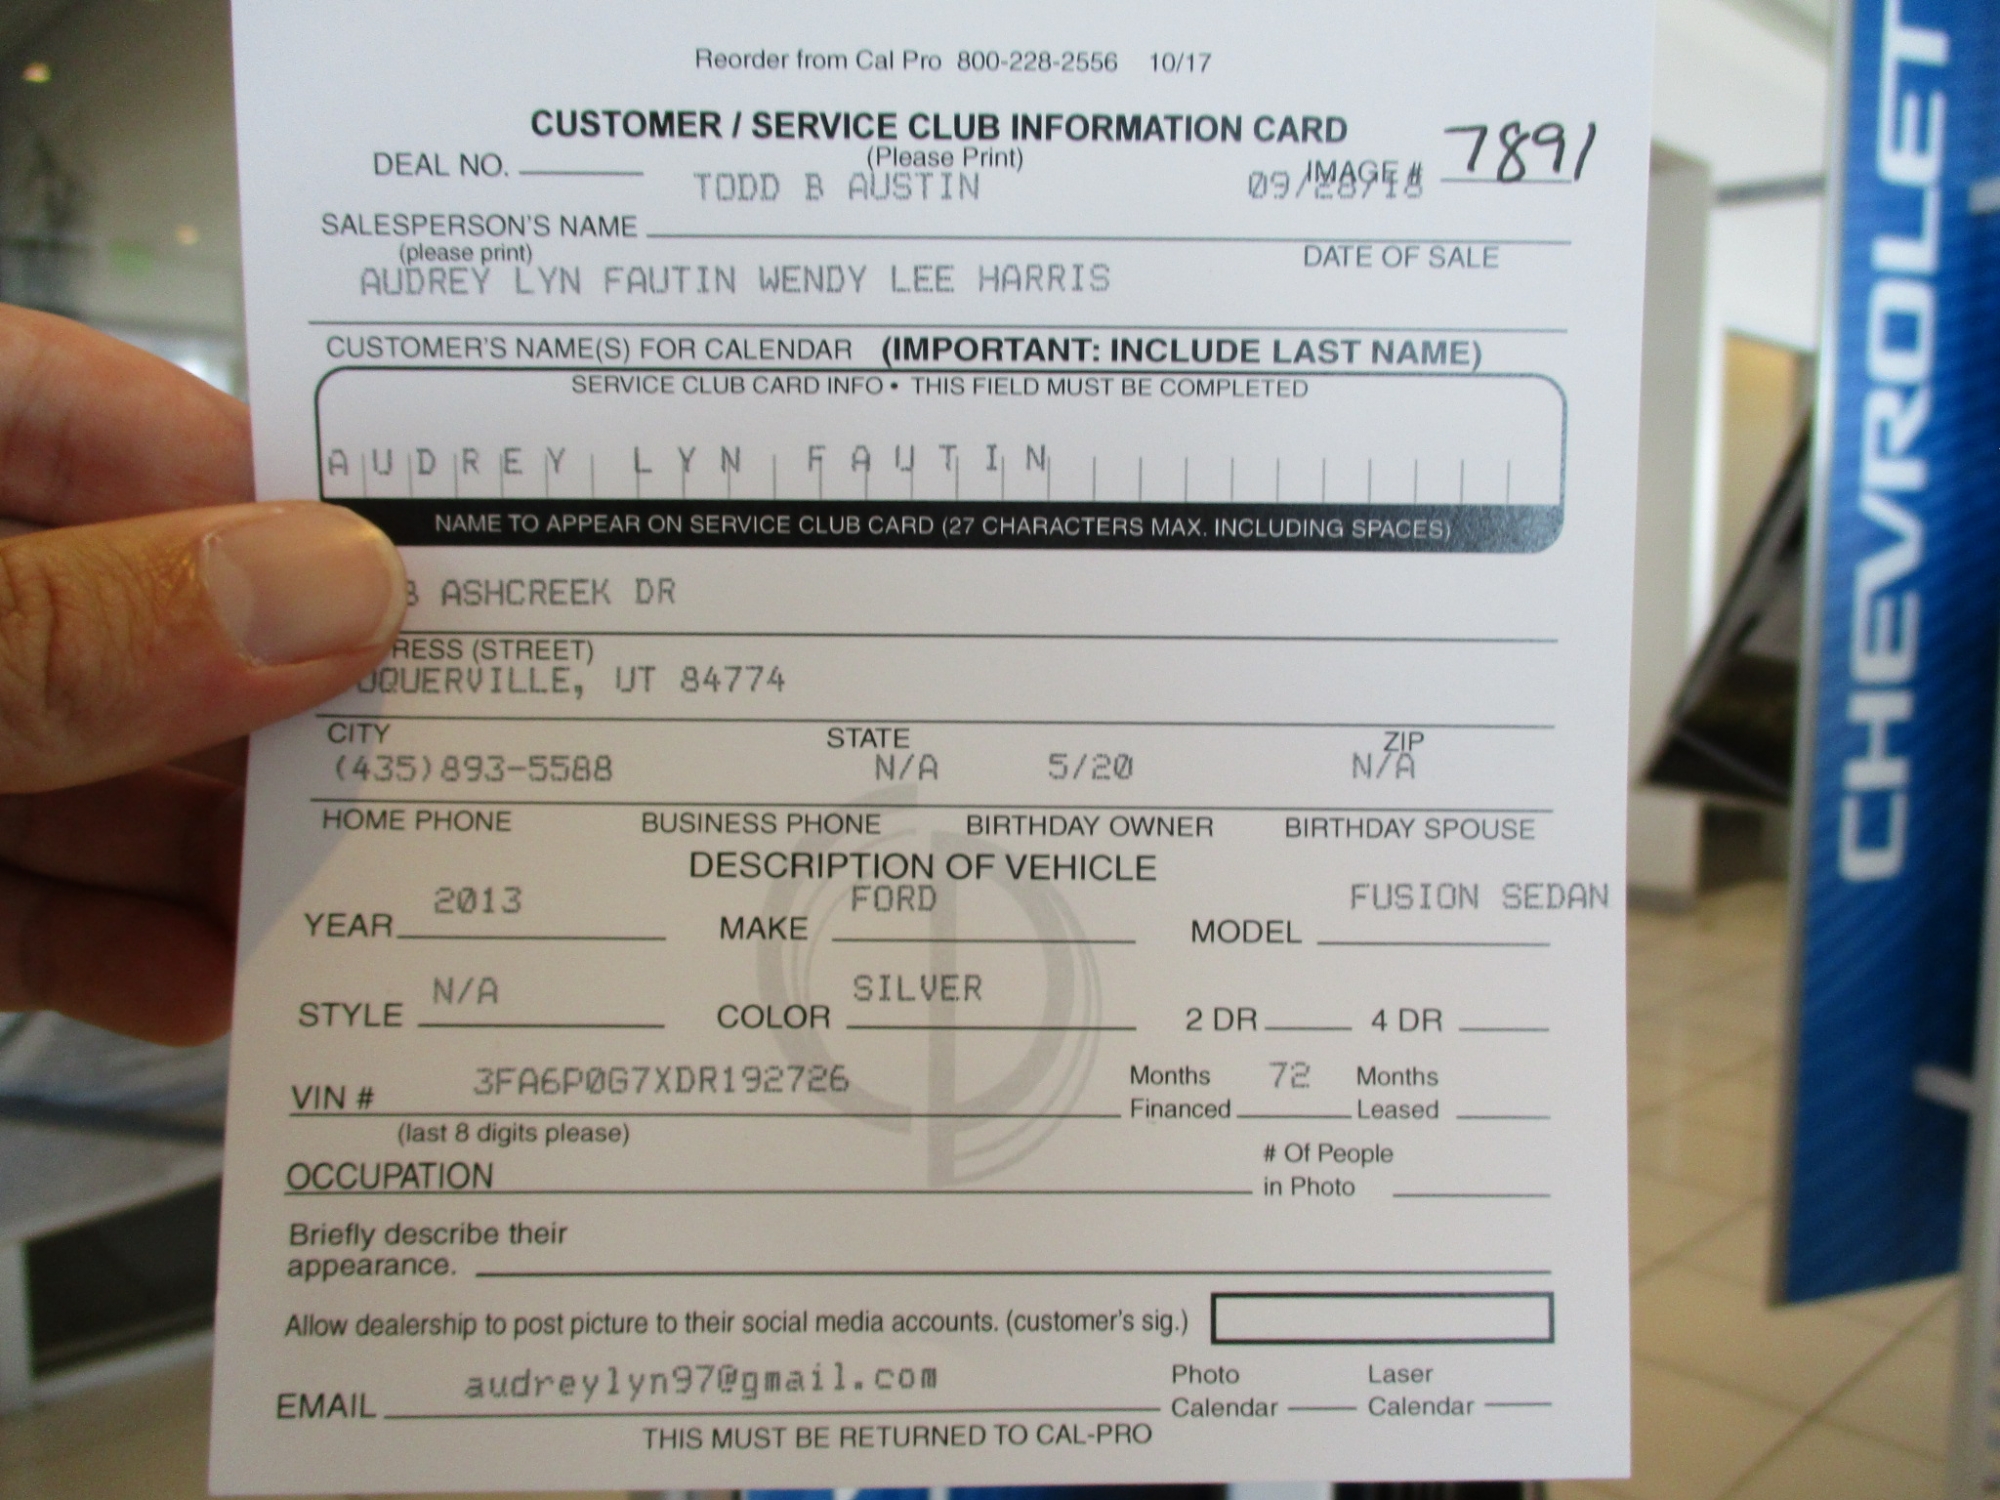 Reorder from Cal Pro 800-228-2556 10/17
CUSTOMER / SERVICE CLUB INFORMATION CARD
(Please Print)
DEAL NO. IMAGE # 7891
TODD B AUSTIN 09/28/18
SALESPERSON'S NAME
(please print) DATE OF SALE
AUDREY LYN FAUTIN WENDY LEE HARRIS
CUSTOMER'S NAME(S) FOR CALENDAR (IMPORTANT: INCLUDE LAST NAME)
SERVICE CLUB CARD INFO • THIS FIELD MUST BE COMPLETED
AUDREY LYN FAUTIN
NAME TO APPEAR ON SERVICE CLUB CARD (27 CHARACTERS MAX. INCLUDING SPACES)
ASHCREEK DR
RESS (STREET)
OQUERVILLE, UT 84774
CITY STATE ZIP
(435)893-5588 N/A 5/20 N/A
HOME PHONE BUSINESS PHONE BIRTHDAY OWNER BIRTHDAY SPOUSE
DESCRIPTION OF VEHICLE
YEAR 2013 MAKE FORD MODEL FUSION SEDAN
STYLE N/A COLOR SILVER 2 DR 4 DR
VIN # 3FA6P0G7XDR192726 Months Financed 72 Months Leased
(last 8 digits please)
OCCUPATION # Of People in Photo
Briefly describe their
appearance.
Allow dealership to post picture to their social media accounts. (customer's sig.)
EMAIL audreylyn97@gmail.com Photo Calendar Laser Calendar
THIS MUST BE RETURNED TO CAL-PRO
CHEVROLET